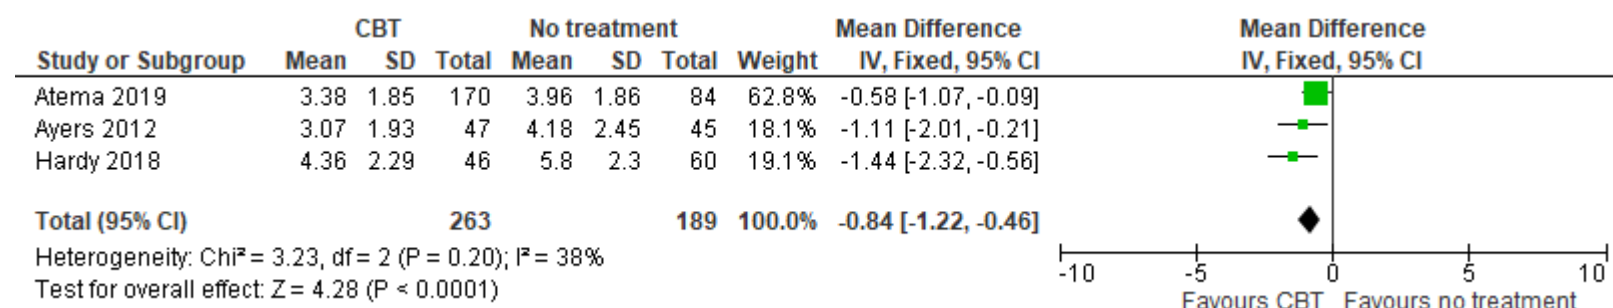 CBT No treatment Mean Difference Mean Difference
Study or Subgroup Mean SD Total Mean SD Total Weight IV, Fixed, 95% CI IV, Fixed, 95% CI
Atema 2019 3.38 1.85 170 3.96 1.86 84 62.8% -0.58 [-1.07, -0.09]
Ayers 2012 3.07 1.93 47 4.18 2.45 45 18.1% -1.11 [-2.01, -0.21]
Hardy 2018 4.36 2.29 46 5.8 2.3 60 19.1% -1.44 [-2.32, -0.56]
Total (95% CI) 263 189 100.0% -0.84 [-1.22, -0.46]
Heterogeneity: Chi² = 3.23, df = 2 (P = 0.20); I² = 38%
Test for overall effect: Z = 4.28 (P < 0.0001)
-10 -5 0 5 10
Favours CBT Favours no treatment